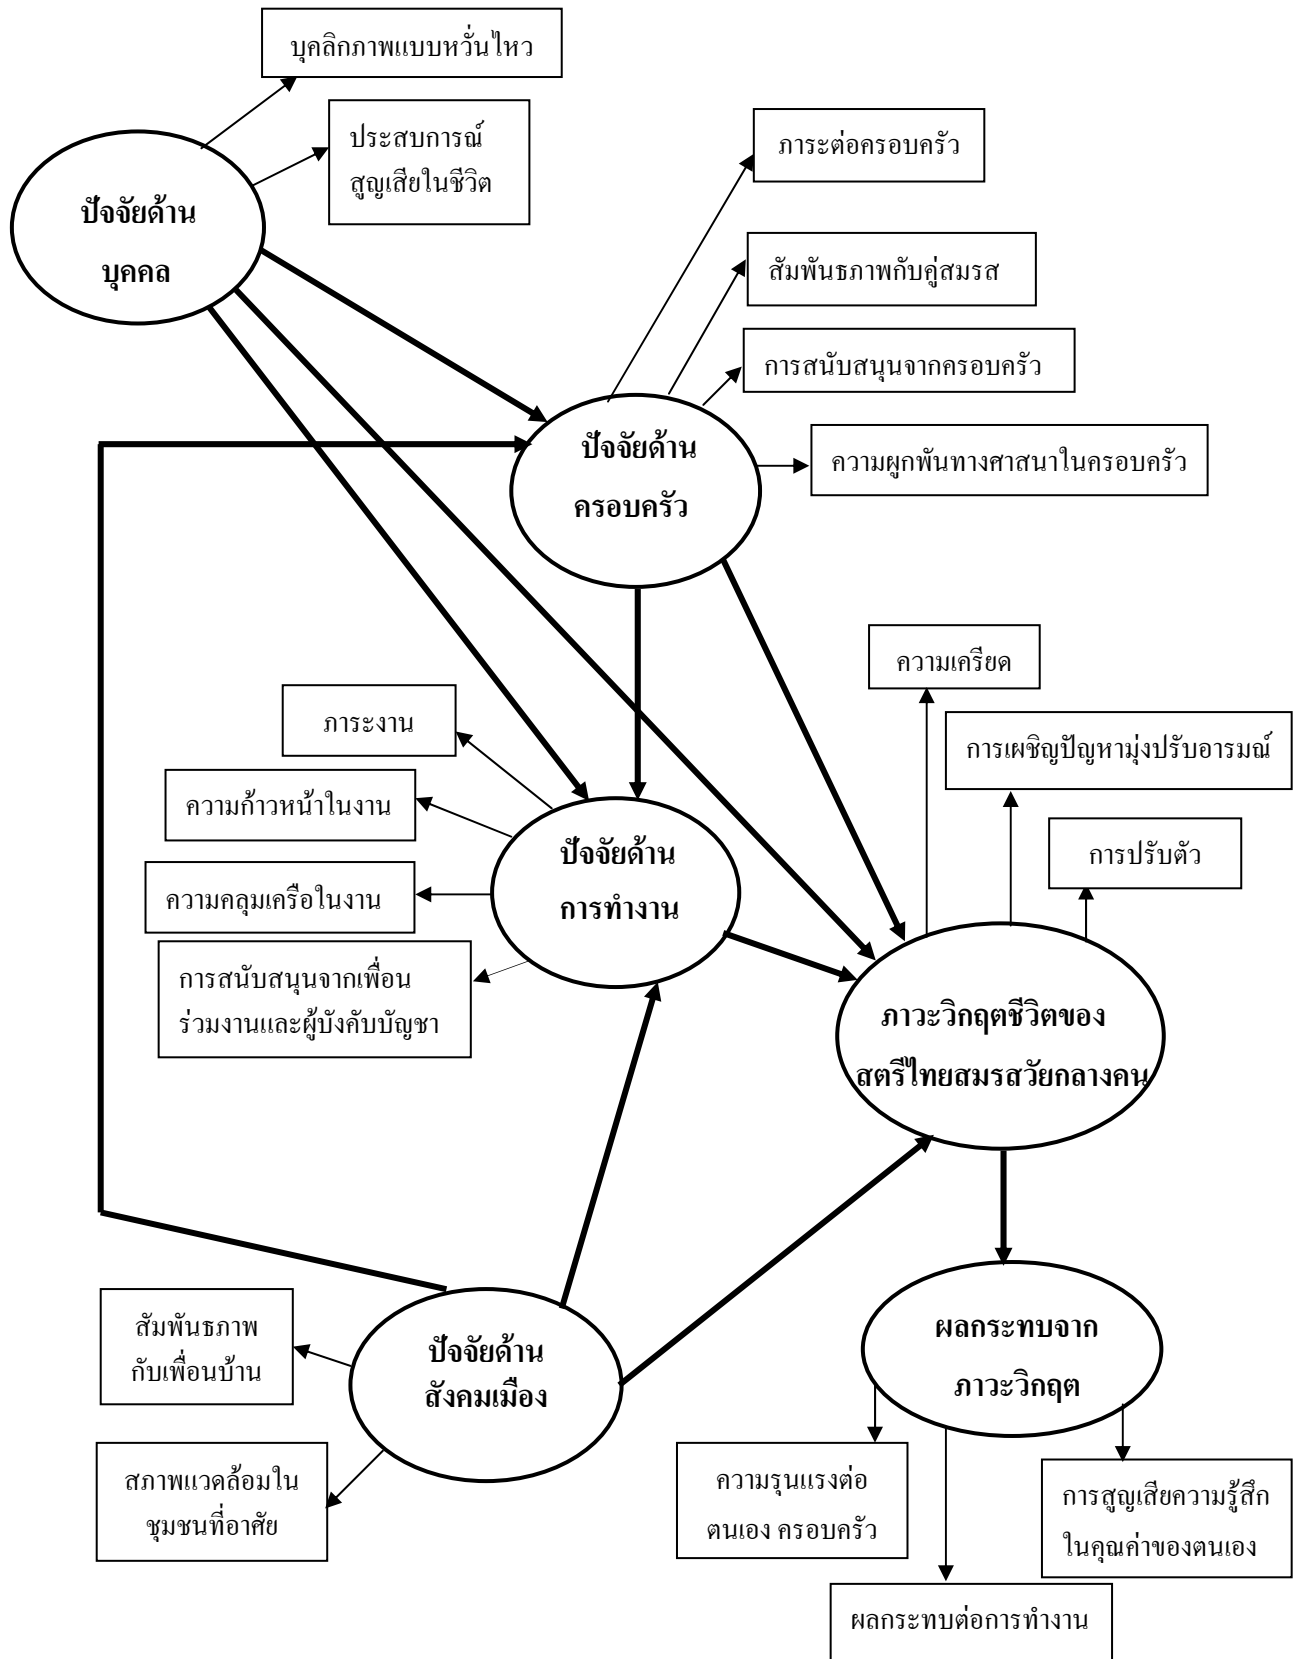 บุคลิกภาพแบบหวั่นไหว
ประสบการณ์
สูญเสียในชีวิต
ภาระต่อครอบครัว
ปัจจัยด้าน
บุคคล
สัมพันธภาพกับคู่สมรส
การสนับสนุนจากครอบครัว
ปัจจัยด้าน
ครอบครัว
ความผูกพันทางศาสนาในครอบครัว
ความเครียด
ภาระงาน
การเผชิญปัญหามุ่งปรับอารมณ์
ความก้าวหน้าในงาน
ปัจจัยด้าน
การทำงาน
การปรับตัว
ความคลุมเครือในงาน
การสนับสนุนจากเพื่อน
ร่วมงานและผู้บังคับบัญชา
ภาวะวิกฤตชีวิตของ
สตรีไทยสมรสวัยกลางคน
สัมพันธภาพ
กับเพื่อนบ้าน
ปัจจัยด้าน
สังคมเมือง
ผลกระทบจาก
ภาวะวิกฤต
สภาพแวดล้อมใน
ชุมชนที่อาศัย
ความรุนแรงต่อ
ตนเอง ครอบครัว
การสูญเสียความรู้สึก
ในคุณค่าของตนเอง
ผลกระทบต่อการทำงาน